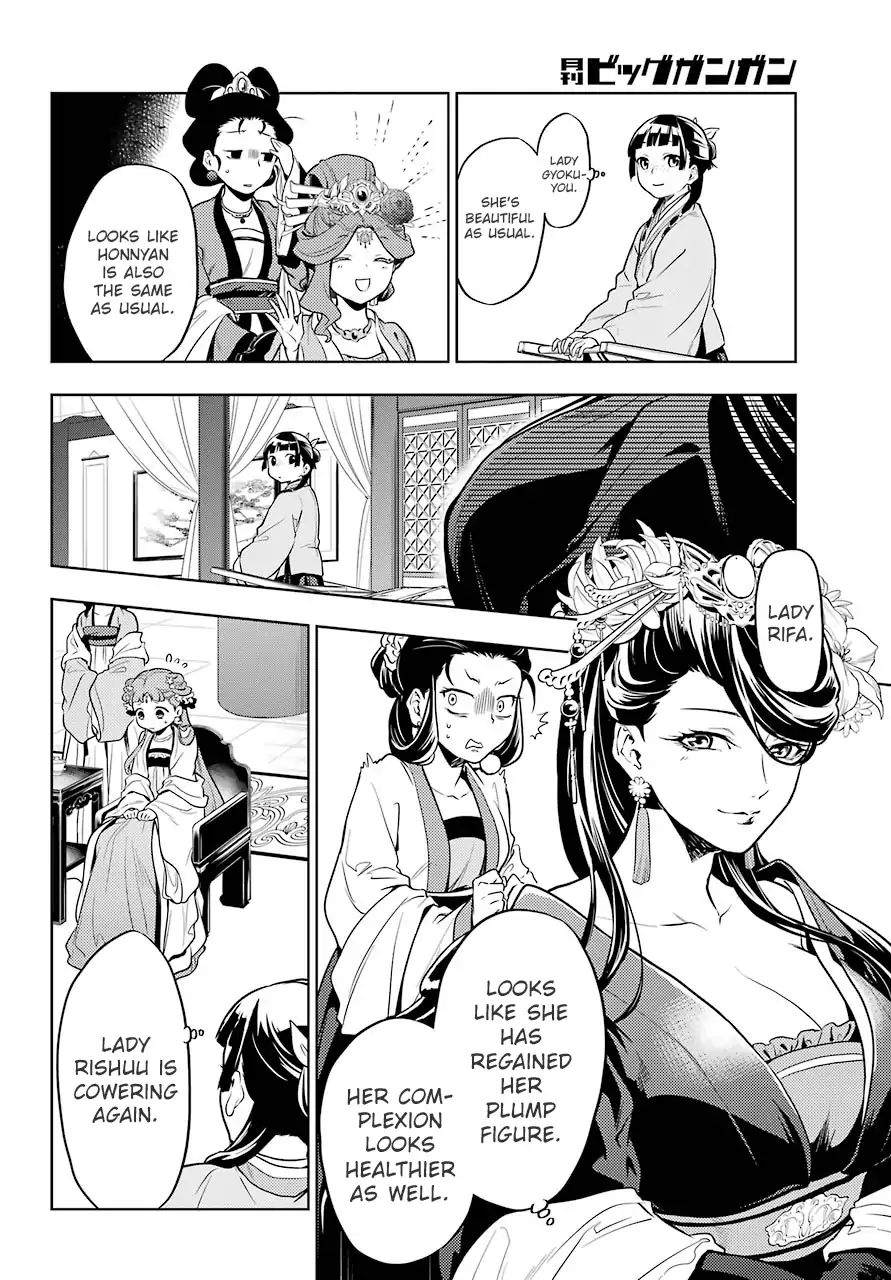 月刊ビッグガンガン
LADY
GYOKU-
YOU.
SHE'S
BEAUTIFUL
AS USUAL.
LOOKS LIKE
HONNYAN
IS ALSO
THE SAME
AS USUAL.
LADY
RIFA.
LOOKS
LIKE SHE
HAS
REGAINED
HER
PLUMP
FIGURE.
HER COM-
PLEXION
LOOKS
HEALTHIER
AS WELL.
LADY
RISHUU IS
COWERING
AGAIN.